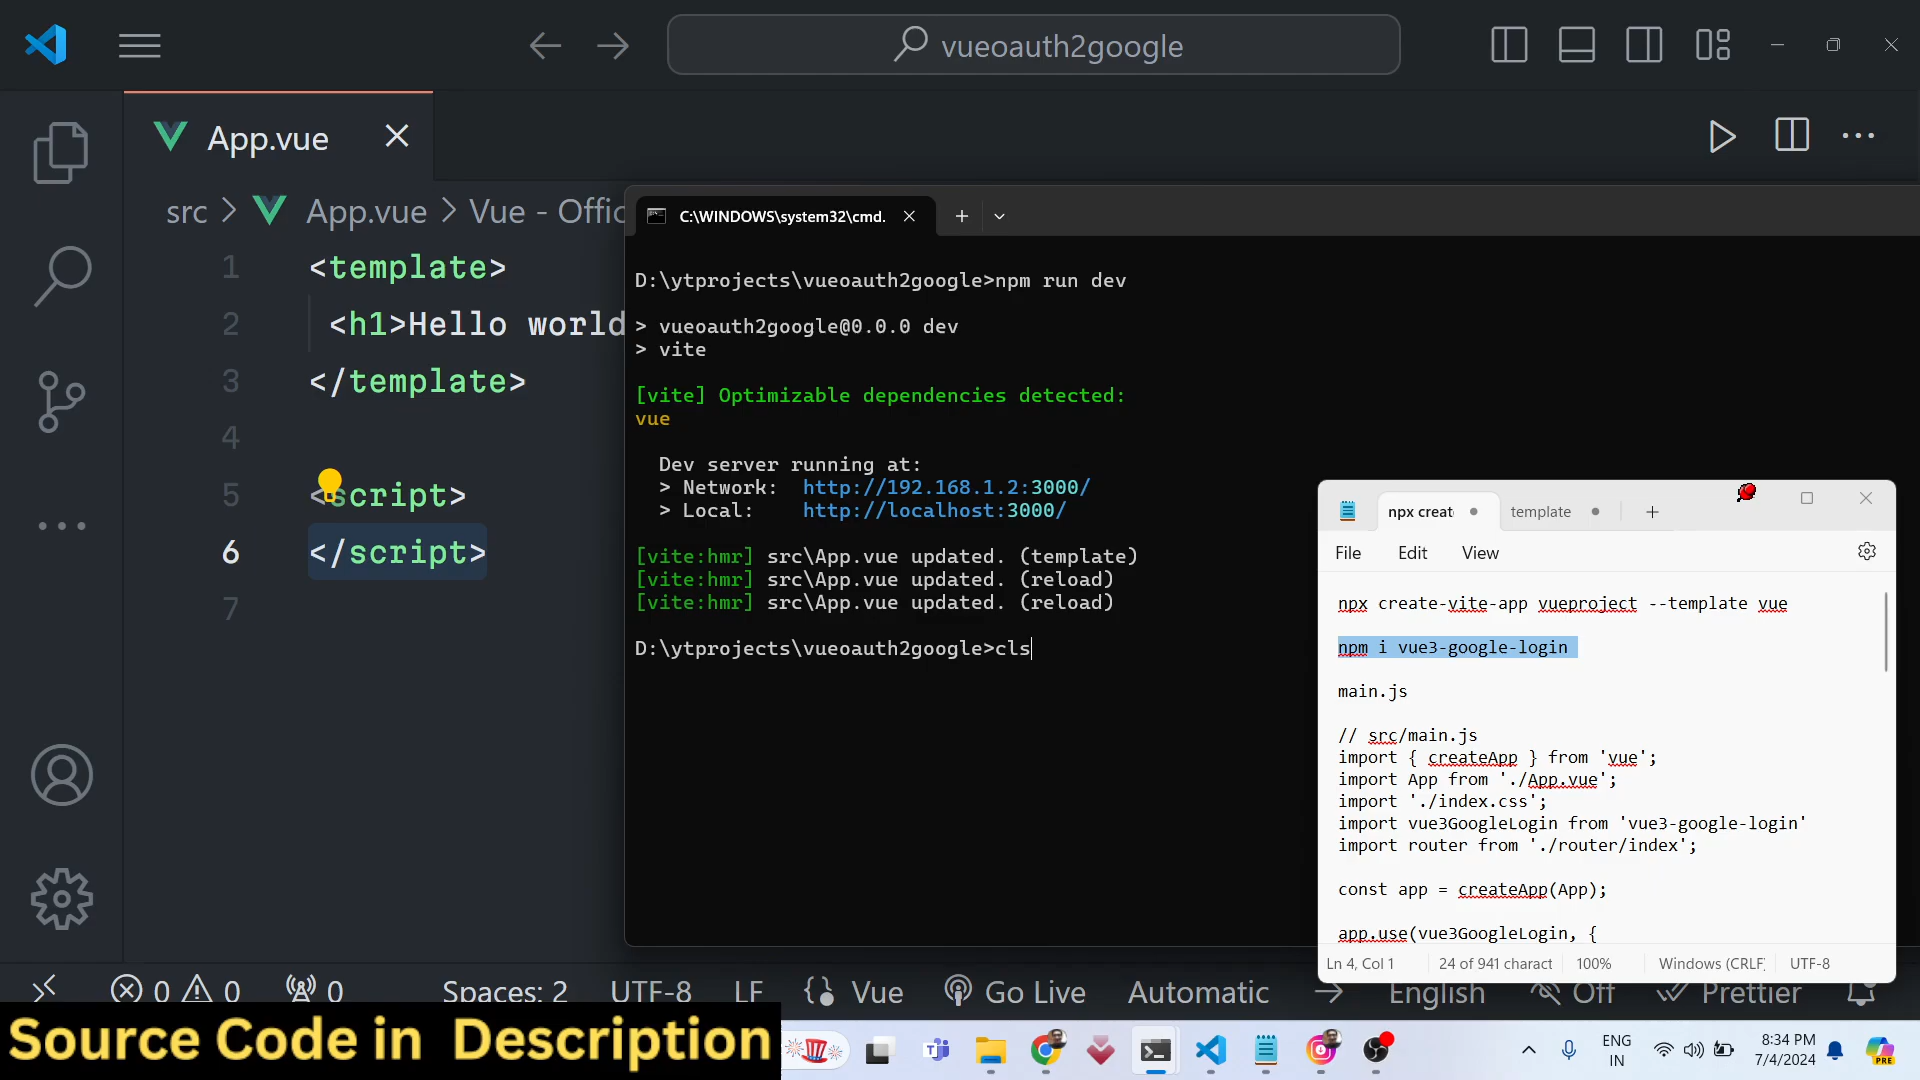 vueoauth2google
App.vue
src > App.vue > Vue - Offic
1 <template>
2 <h1>Hello world
3 </template>
4
5 <script>
6 </script>
7
C:\WINDOWS\system32\cmd.
D:\ytprojects\vueoauth2google>npm run dev
> vueoauth2google@0.0.0 dev
> vite
[vite] Optimizable dependencies detected:
vue
Dev server running at:
> Network: http://192.168.1.2:3000/
> Local: http://localhost:3000/
[vite:hmr] src\App.vue updated. (template)
[vite:hmr] src\App.vue updated. (reload)
[vite:hmr] src\App.vue updated. (reload)
D:\ytprojects\vueoauth2google>cls
npx creat template
File Edit View
npx create-vite-app vueproject --template vue
npm i vue3-google-login
main.js
// src/main.js
import { createApp } from 'vue';
import App from './App.vue';
import './index.css';
import vue3GoogleLogin from 'vue3-google-login'
import router from './router/index';
const app = createApp(App);
app.use(vue3GoogleLogin, {
Ln 4, Col 1 24 of 941 charact 100% Windows (CRLF) UTF-8
0 0 0 Spaces: 2 UTF-8 LF Vue Go Live Automatic English Off Prettier
Source Code in Description
ENG
IN
8:34 PM
7/4/2024
PRE